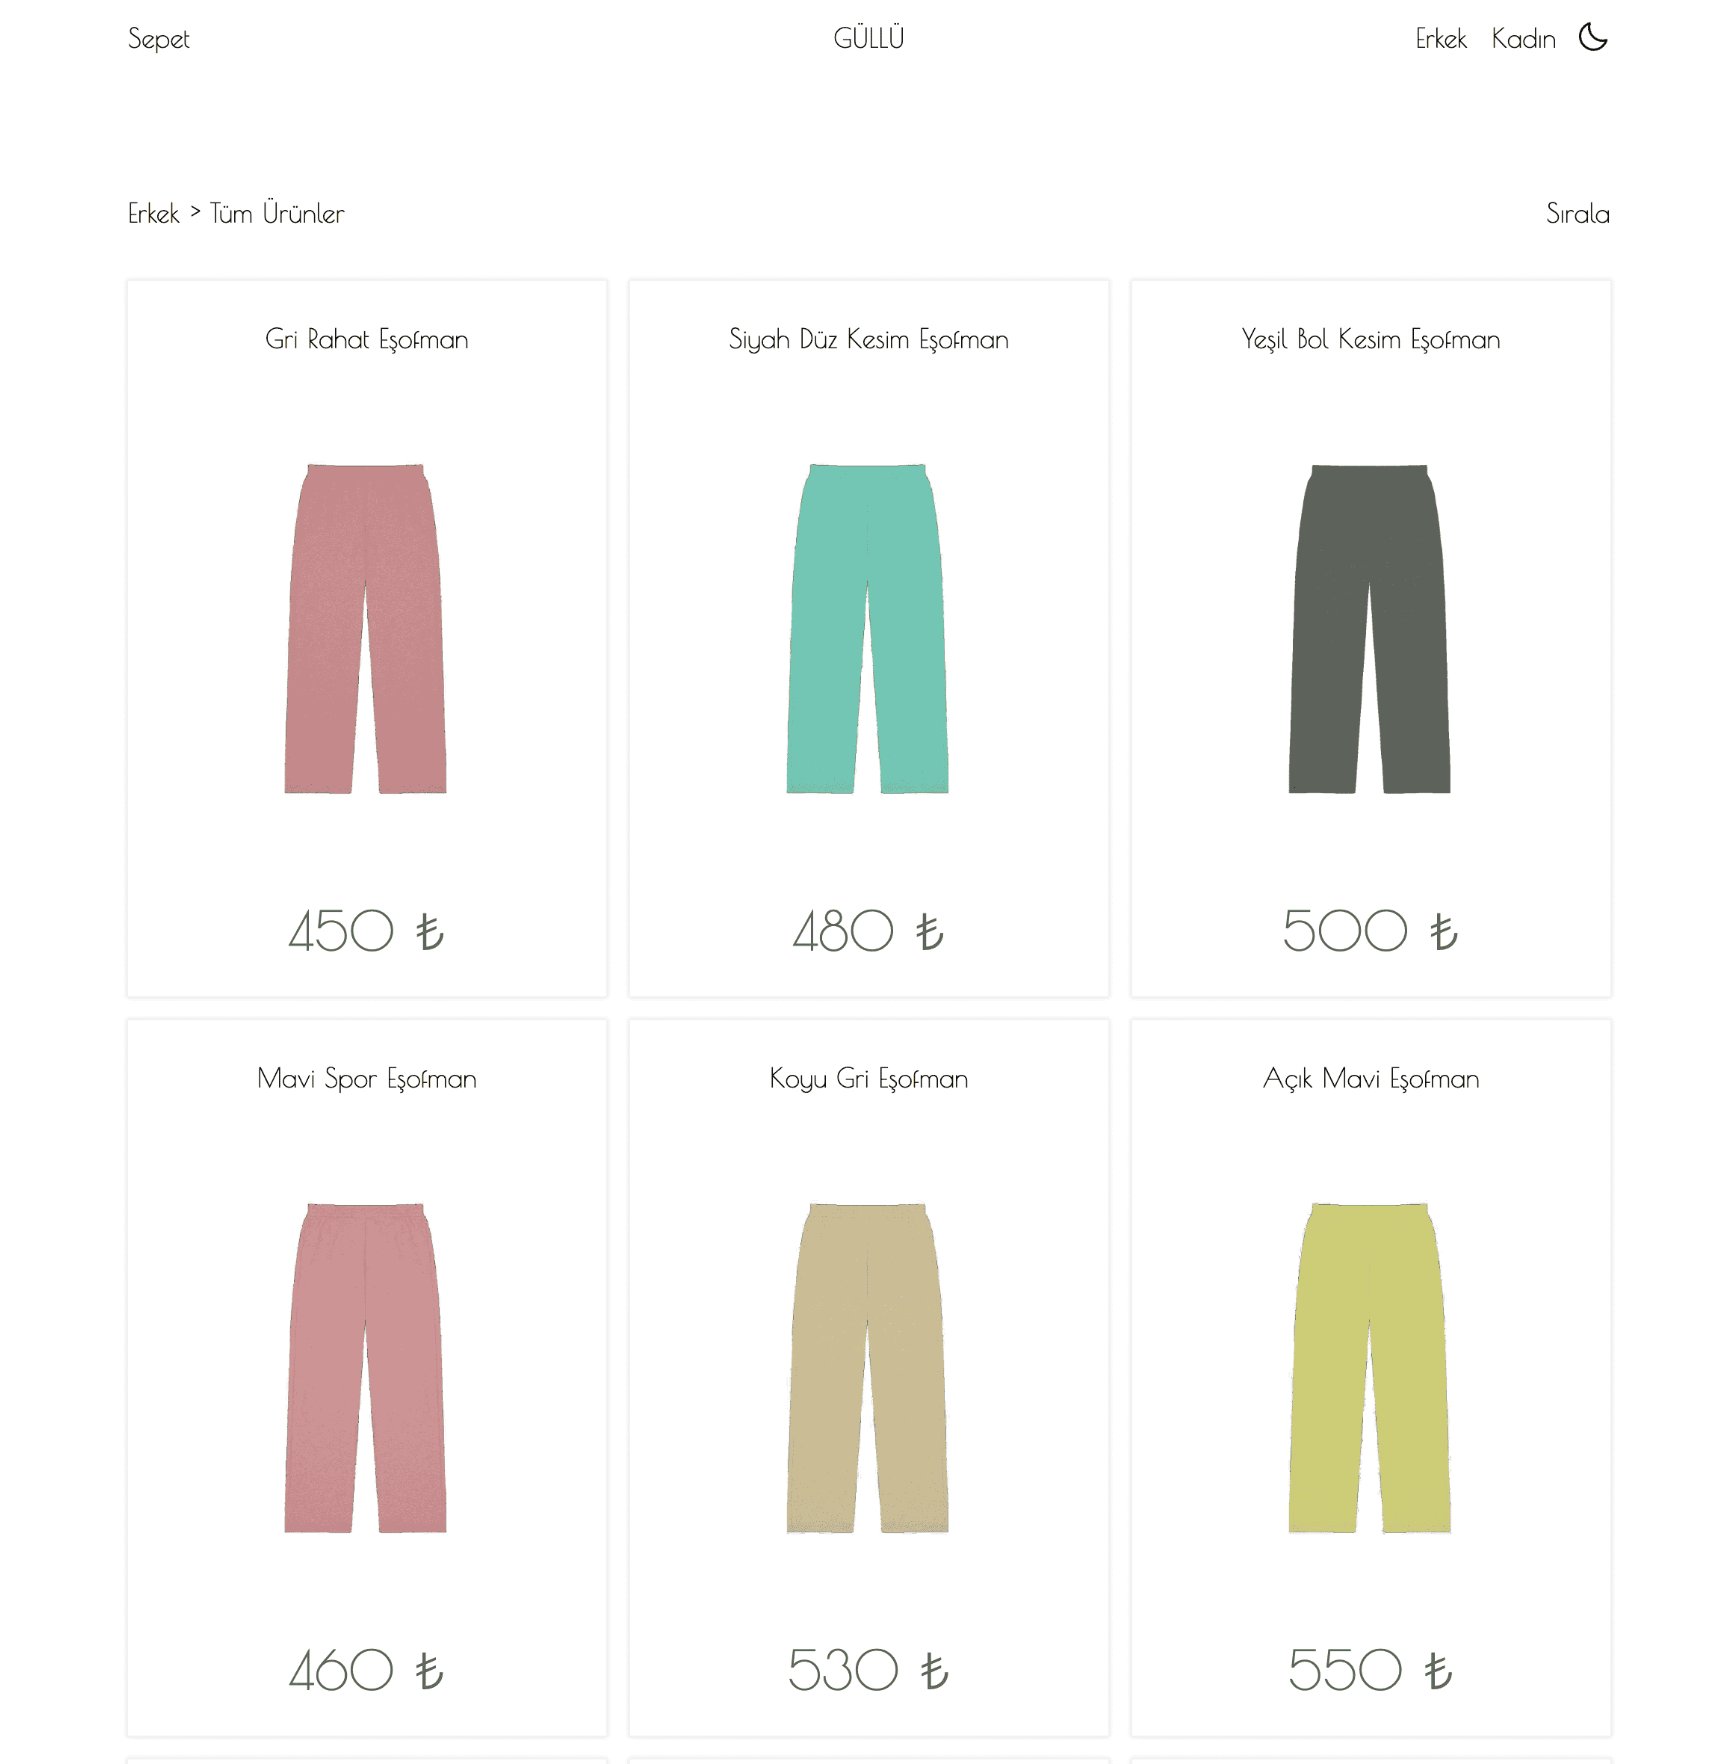 Sepet
GÜLLÜ
Erkek Kadın
Erkek > Tüm Ürünler
Sırala
Gri Rahat Eşofman
Siyah Düz Kesim Eşofman
Yeşil Bol Kesim Eşofman
450 ₺
480 ₺
500 ₺
Mavi Spor Eşofman
Koyu Gri Eşofman
Açık Mavi Eşofman
460 ₺
530 ₺
550 ₺